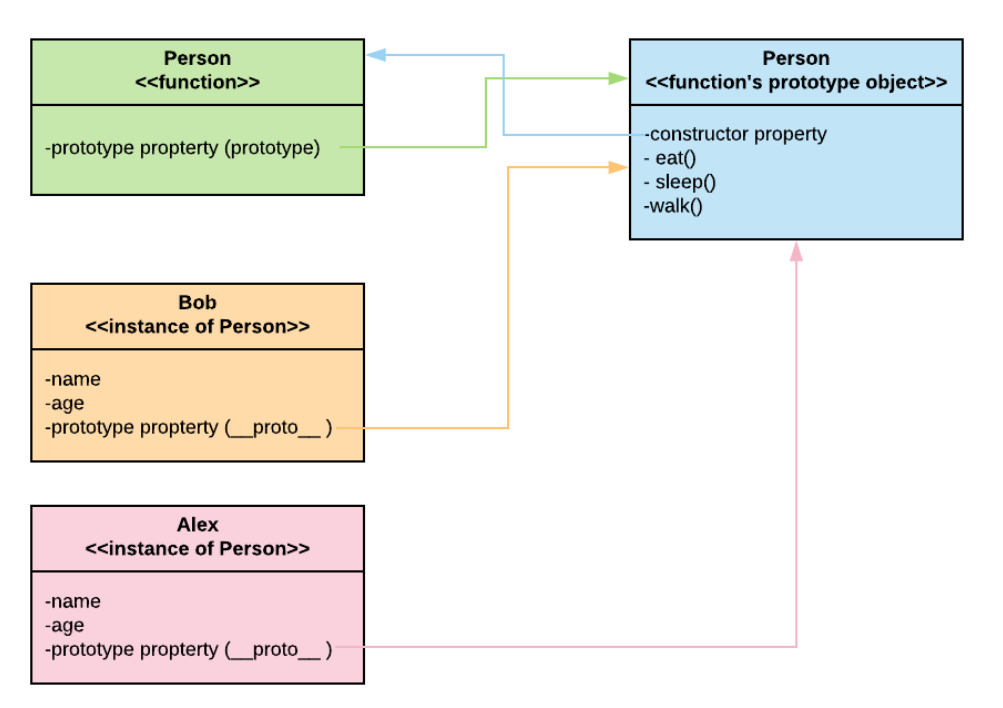 Person
<<function>>
-prototype propterty (prototype)
Person
<<function's prototype object>>
-constructor property
- eat()
- sleep()
-walk()
Bob
<<instance of Person>>
-name
-age
-prototype propterty (__proto__ )
Alex
<<instance of Person>>
-name
-age
-prototype propterty (__proto__ )